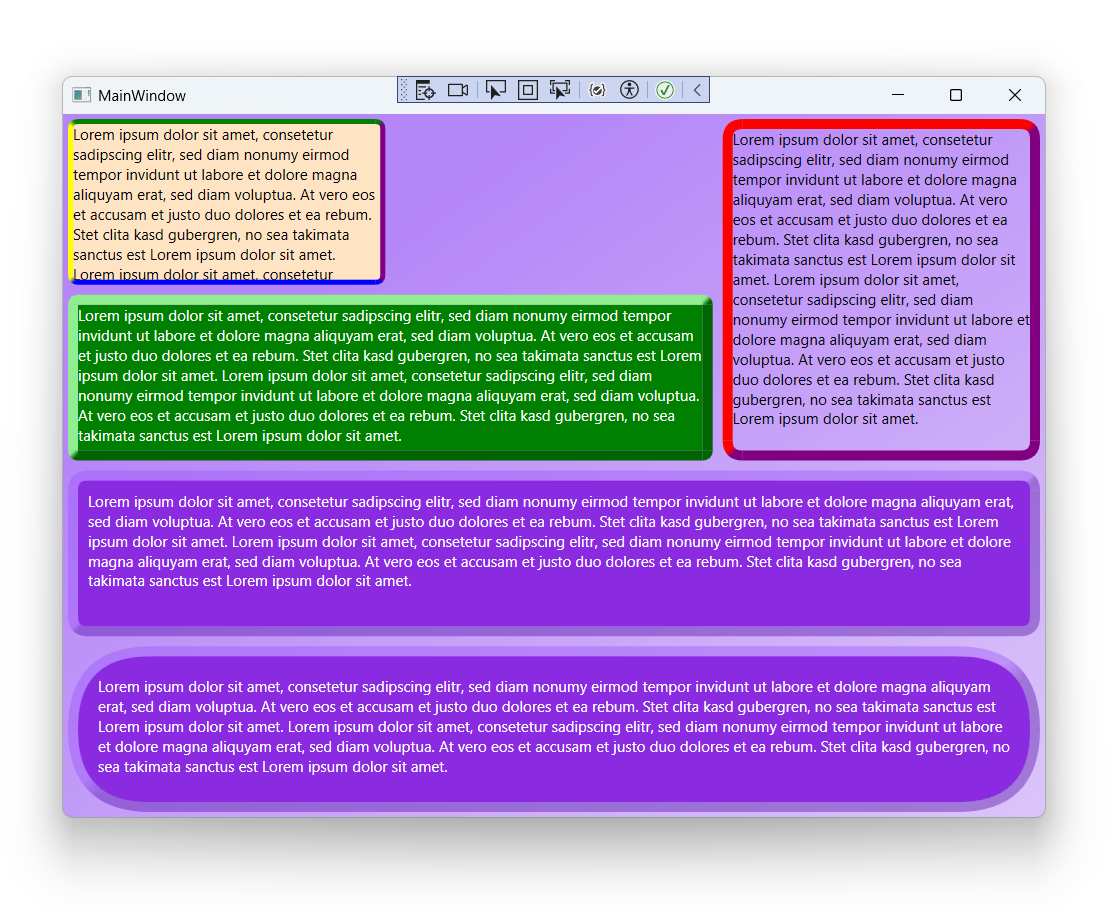 MainWindow
Lorem ipsum dolor sit amet, consetetur
sadipscing elitr, sed diam nonumy eirmod
tempor invidunt ut labore et dolore magna
aliquyam erat, sed diam voluptua. At vero eos
et accusam et justo duo dolores et ea rebum.
Stet clita kasd gubergren, no sea takimata
sanctus est Lorem ipsum dolor sit amet.
Lorem ipsum dolor sit amet, consetetur
Lorem ipsum dolor sit amet, consetetur
sadipscing elitr, sed diam nonumy eirmod
tempor invidunt ut labore et dolore magna
aliquyam erat, sed diam voluptua. At vero
eos et accusam et justo duo dolores et ea
rebum. Stet clita kasd gubergren, no sea
takimata sanctus est Lorem ipsum dolor sit
amet. Lorem ipsum dolor sit amet,
consetetur sadipscing elitr, sed diam
nonumy eirmod tempor invidunt ut labore et
dolore magna aliquyam erat, sed diam
voluptua. At vero eos et accusam et justo
duo dolores et ea rebum. Stet clita kasd
gubergren, no sea takimata sanctus est
Lorem ipsum dolor sit amet.
Lorem ipsum dolor sit amet, consetetur sadipscing elitr, sed diam nonumy eirmod tempor
invidunt ut labore et dolore magna aliquyam erat, sed diam voluptua. At vero eos et accusam
et justo duo dolores et ea rebum. Stet clita kasd gubergren, no sea takimata sanctus est Lorem
ipsum dolor sit amet. Lorem ipsum dolor sit amet, consetetur sadipscing elitr, sed diam
nonumy eirmod tempor invidunt ut labore et dolore magna aliquyam erat, sed diam voluptua.
At vero eos et accusam et justo duo dolores et ea rebum. Stet clita kasd gubergren, no sea
takimata sanctus est Lorem ipsum dolor sit amet.
Lorem ipsum dolor sit amet, consetetur sadipscing elitr, sed diam nonumy eirmod tempor invidunt ut labore et dolore magna aliquyam erat,
sed diam voluptua. At vero eos et accusam et justo duo dolores et ea rebum. Stet clita kasd gubergren, no sea takimata sanctus est Lorem
ipsum dolor sit amet. Lorem ipsum dolor sit amet, consetetur sadipscing elitr, sed diam nonumy eirmod tempor invidunt ut labore et dolore
magna aliquyam erat, sed diam voluptua. At vero eos et accusam et justo duo dolores et ea rebum. Stet clita kasd gubergren, no sea
takimata sanctus est Lorem ipsum dolor sit amet.
Lorem ipsum dolor sit amet, consetetur sadipscing elitr, sed diam nonumy eirmod tempor invidunt ut labore et dolore magna aliquyam
erat, sed diam voluptua. At vero eos et accusam et justo duo dolores et ea rebum. Stet clita kasd gubergren, no sea takimata sanctus est
Lorem ipsum dolor sit amet. Lorem ipsum dolor sit amet, consetetur sadipscing elitr, sed diam nonumy eirmod tempor invidunt ut labore
et dolore magna aliquyam erat, sed diam voluptua. At vero eos et accusam et justo duo dolores et ea rebum. Stet clita kasd gubergren, no
sea takimata sanctus est Lorem ipsum dolor sit amet.